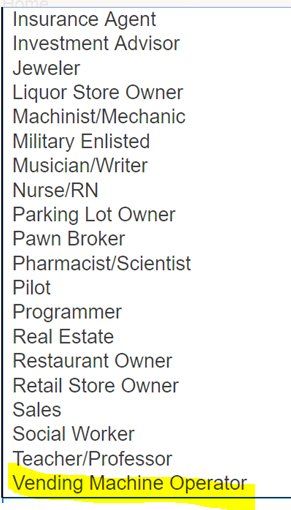 Home
Insurance Agent
Investment Advisor
Jeweler
Liquor Store Owner
Machinist/Mechanic
Military Enlisted
Musician/Writer
Nurse/RN
Parking Lot Owner
Pawn Broker
Pharmacist/Scientist
Pilot
Programmer
Real Estate
Restaurant Owner
Retail Store Owner
Sales
Social Worker
Teacher/Professor
Vending Machine Operator